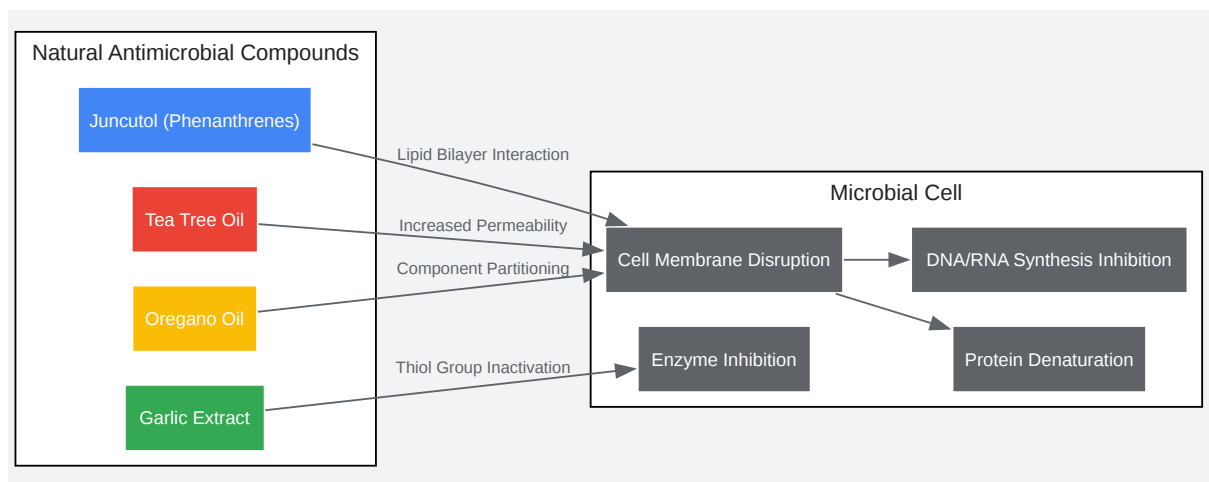 Natural Antimicrobial Compounds
Juncutol (Phenanthrenes)
Tea Tree Oil
Oregano Oil
Garlic Extract
Lipid Bilayer Interaction
Increased Permeability
Component Partitioning
Thiol Group Inactivation
Microbial Cell
Cell Membrane Disruption
DNA/RNA Synthesis Inhibition
Enzyme Inhibition
Protein Denaturation